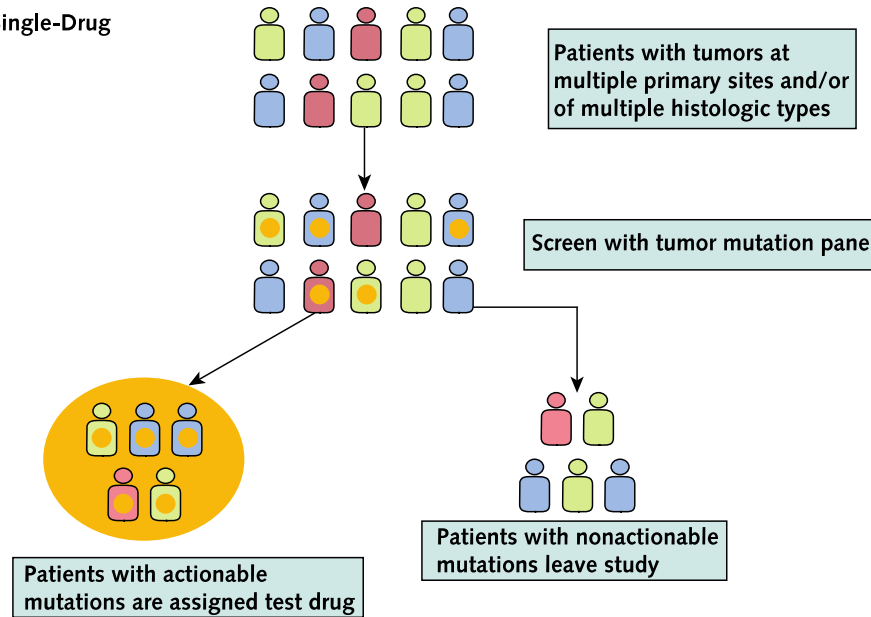 ingle-Drug
Patients with tumors at
multiple primary sites and/or
of multiple histologic types
Screen with tumor mutation pane
Patients with nonactionable
mutations leave study
Patients with actionable
mutations are assigned test drug